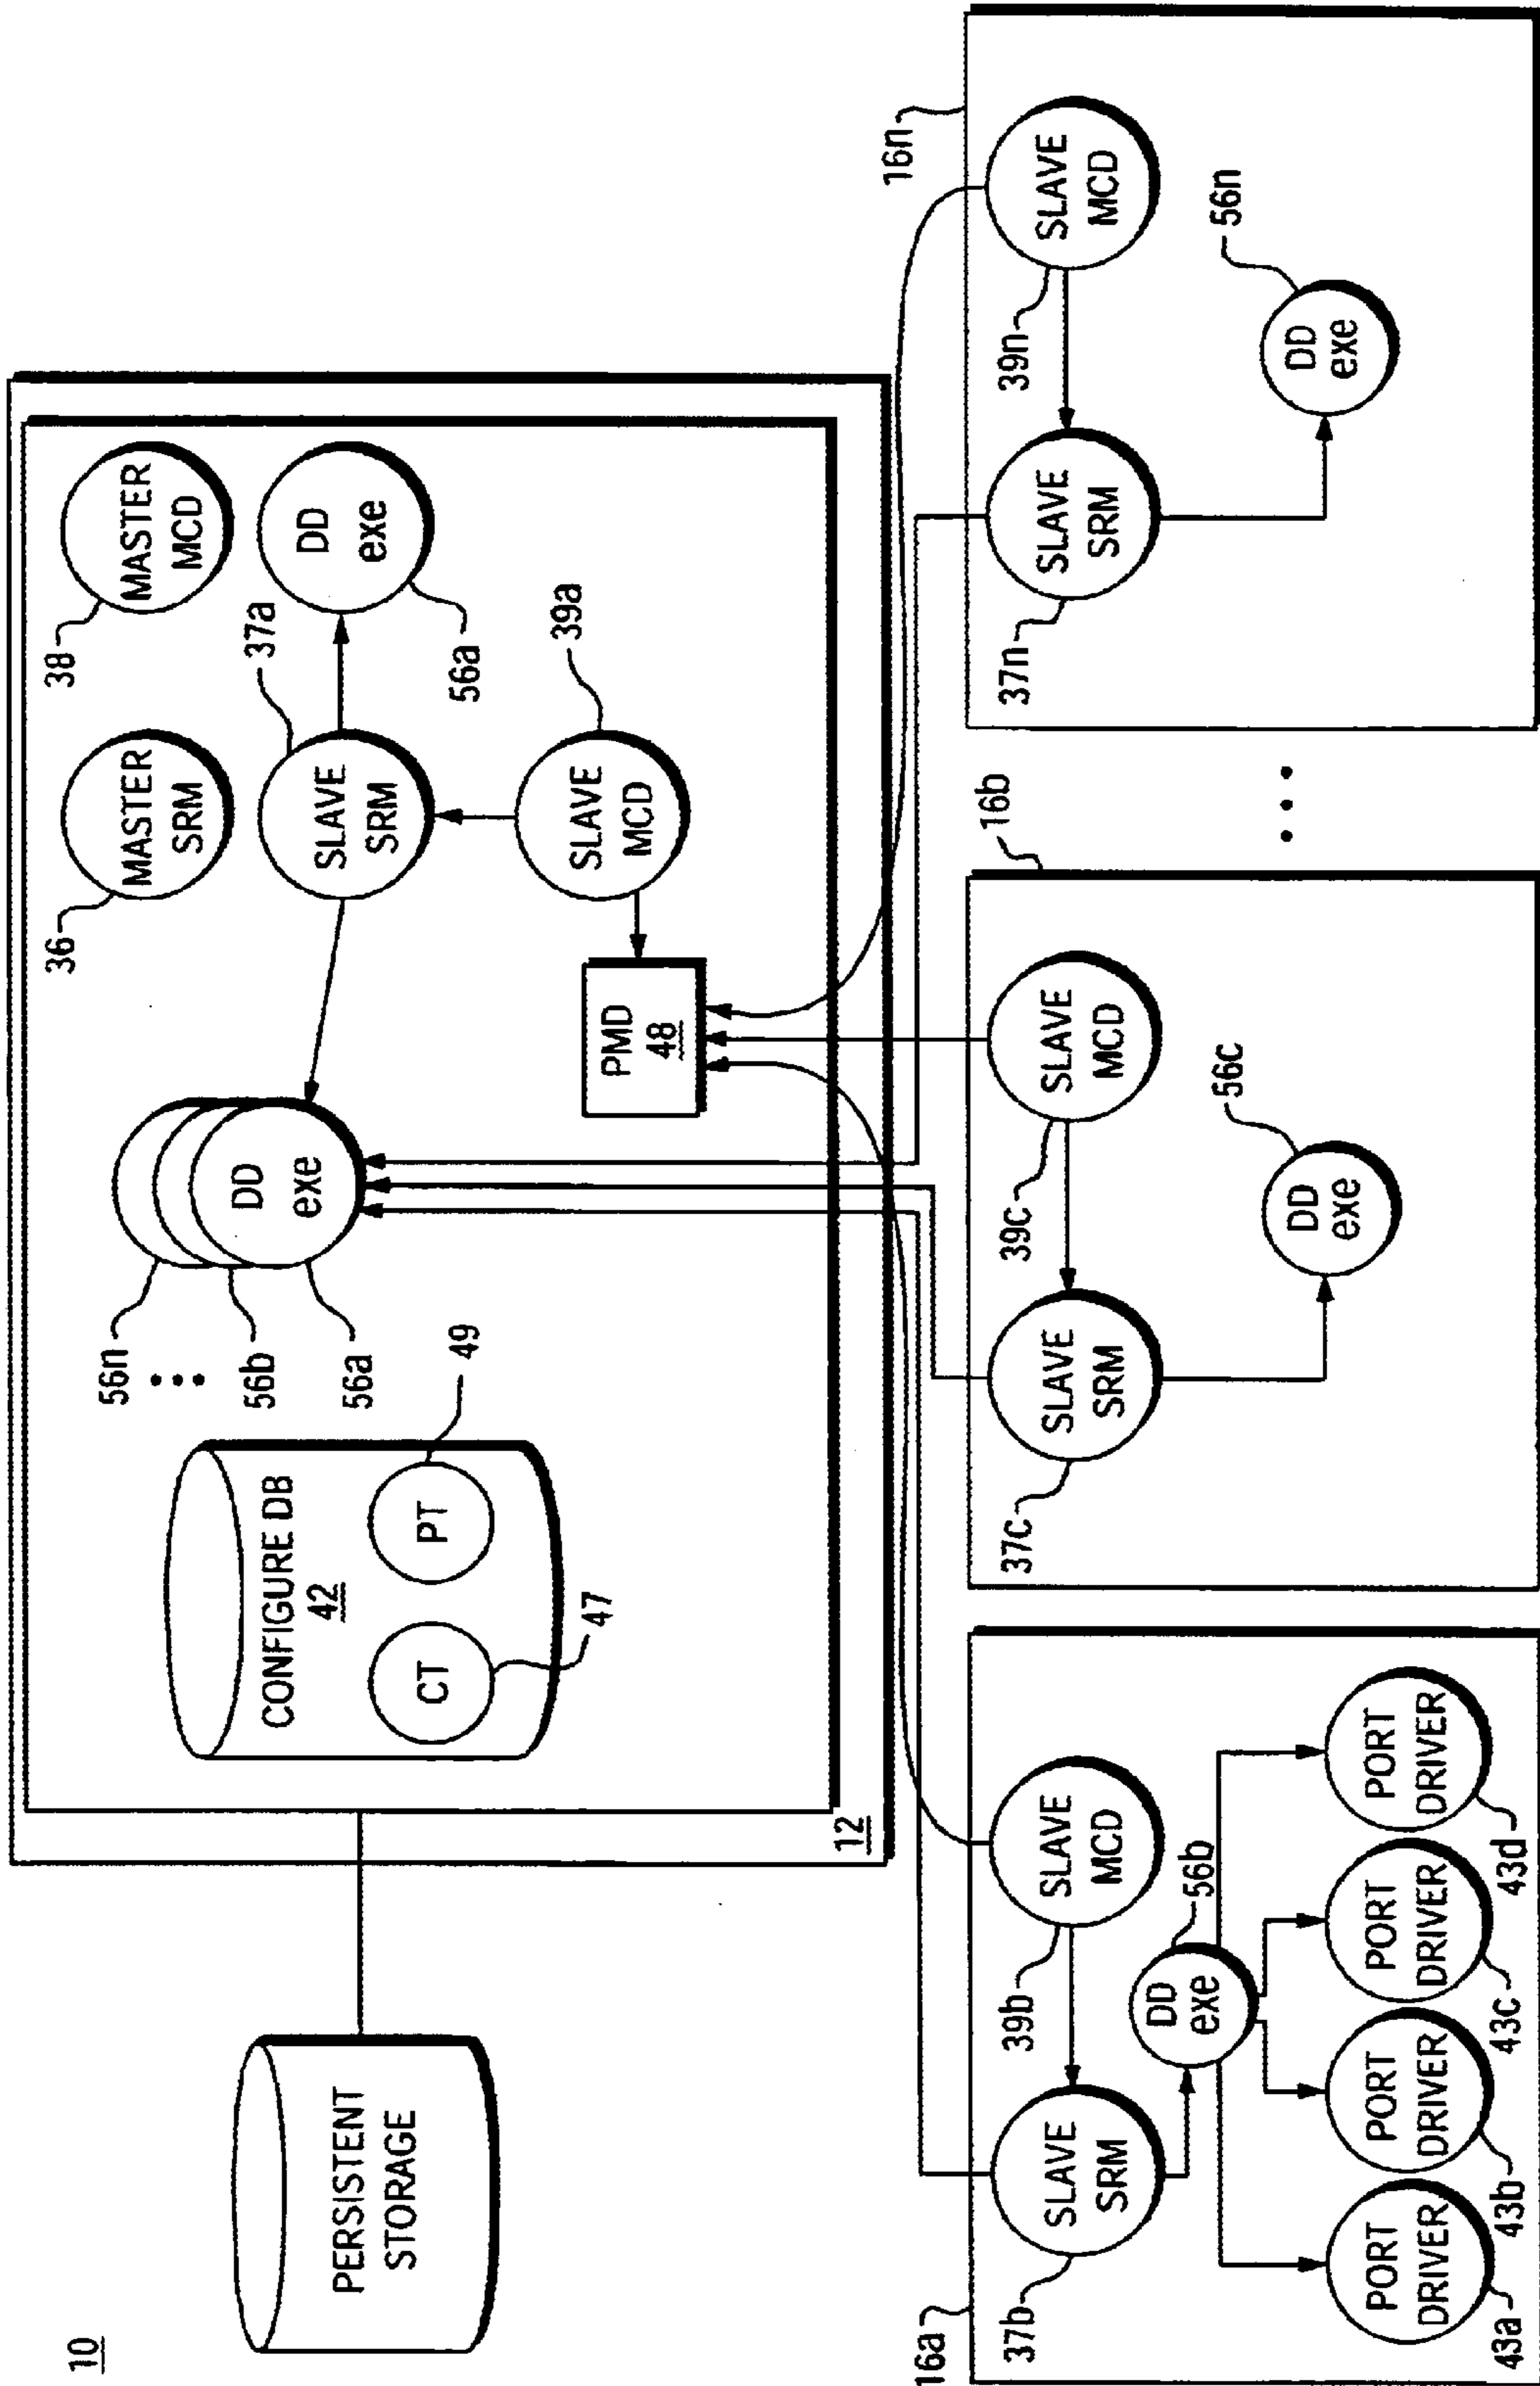 10
PERSISTENT
STORAGE
12
CONFIGURE DB
42
CT
PT
47
49
56n
56b
56a
DD
exe
36
MASTER
SRM
38
MASTER
MCD
SLAVE
SRM
37a
DD
exe
56a
SLAVE
MCD
39a
PMD
48
16a
37b
SLAVE
SRM
39b
SLAVE
MCD
DD
exe
56b
PORT
DRIVER
43a
PORT
DRIVER
43b
PORT
DRIVER
43c
PORT
DRIVER
43d
16b
37c
SLAVE
SRM
39c
SLAVE
MCD
DD
exe
56c
16n
37n
SLAVE
SRM
39n
SLAVE
MCD
DD
exe
56n